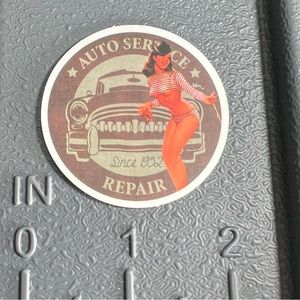 ★ AUTO SERVICE ★
Since 1952
REPAIR
IN
0 1 2